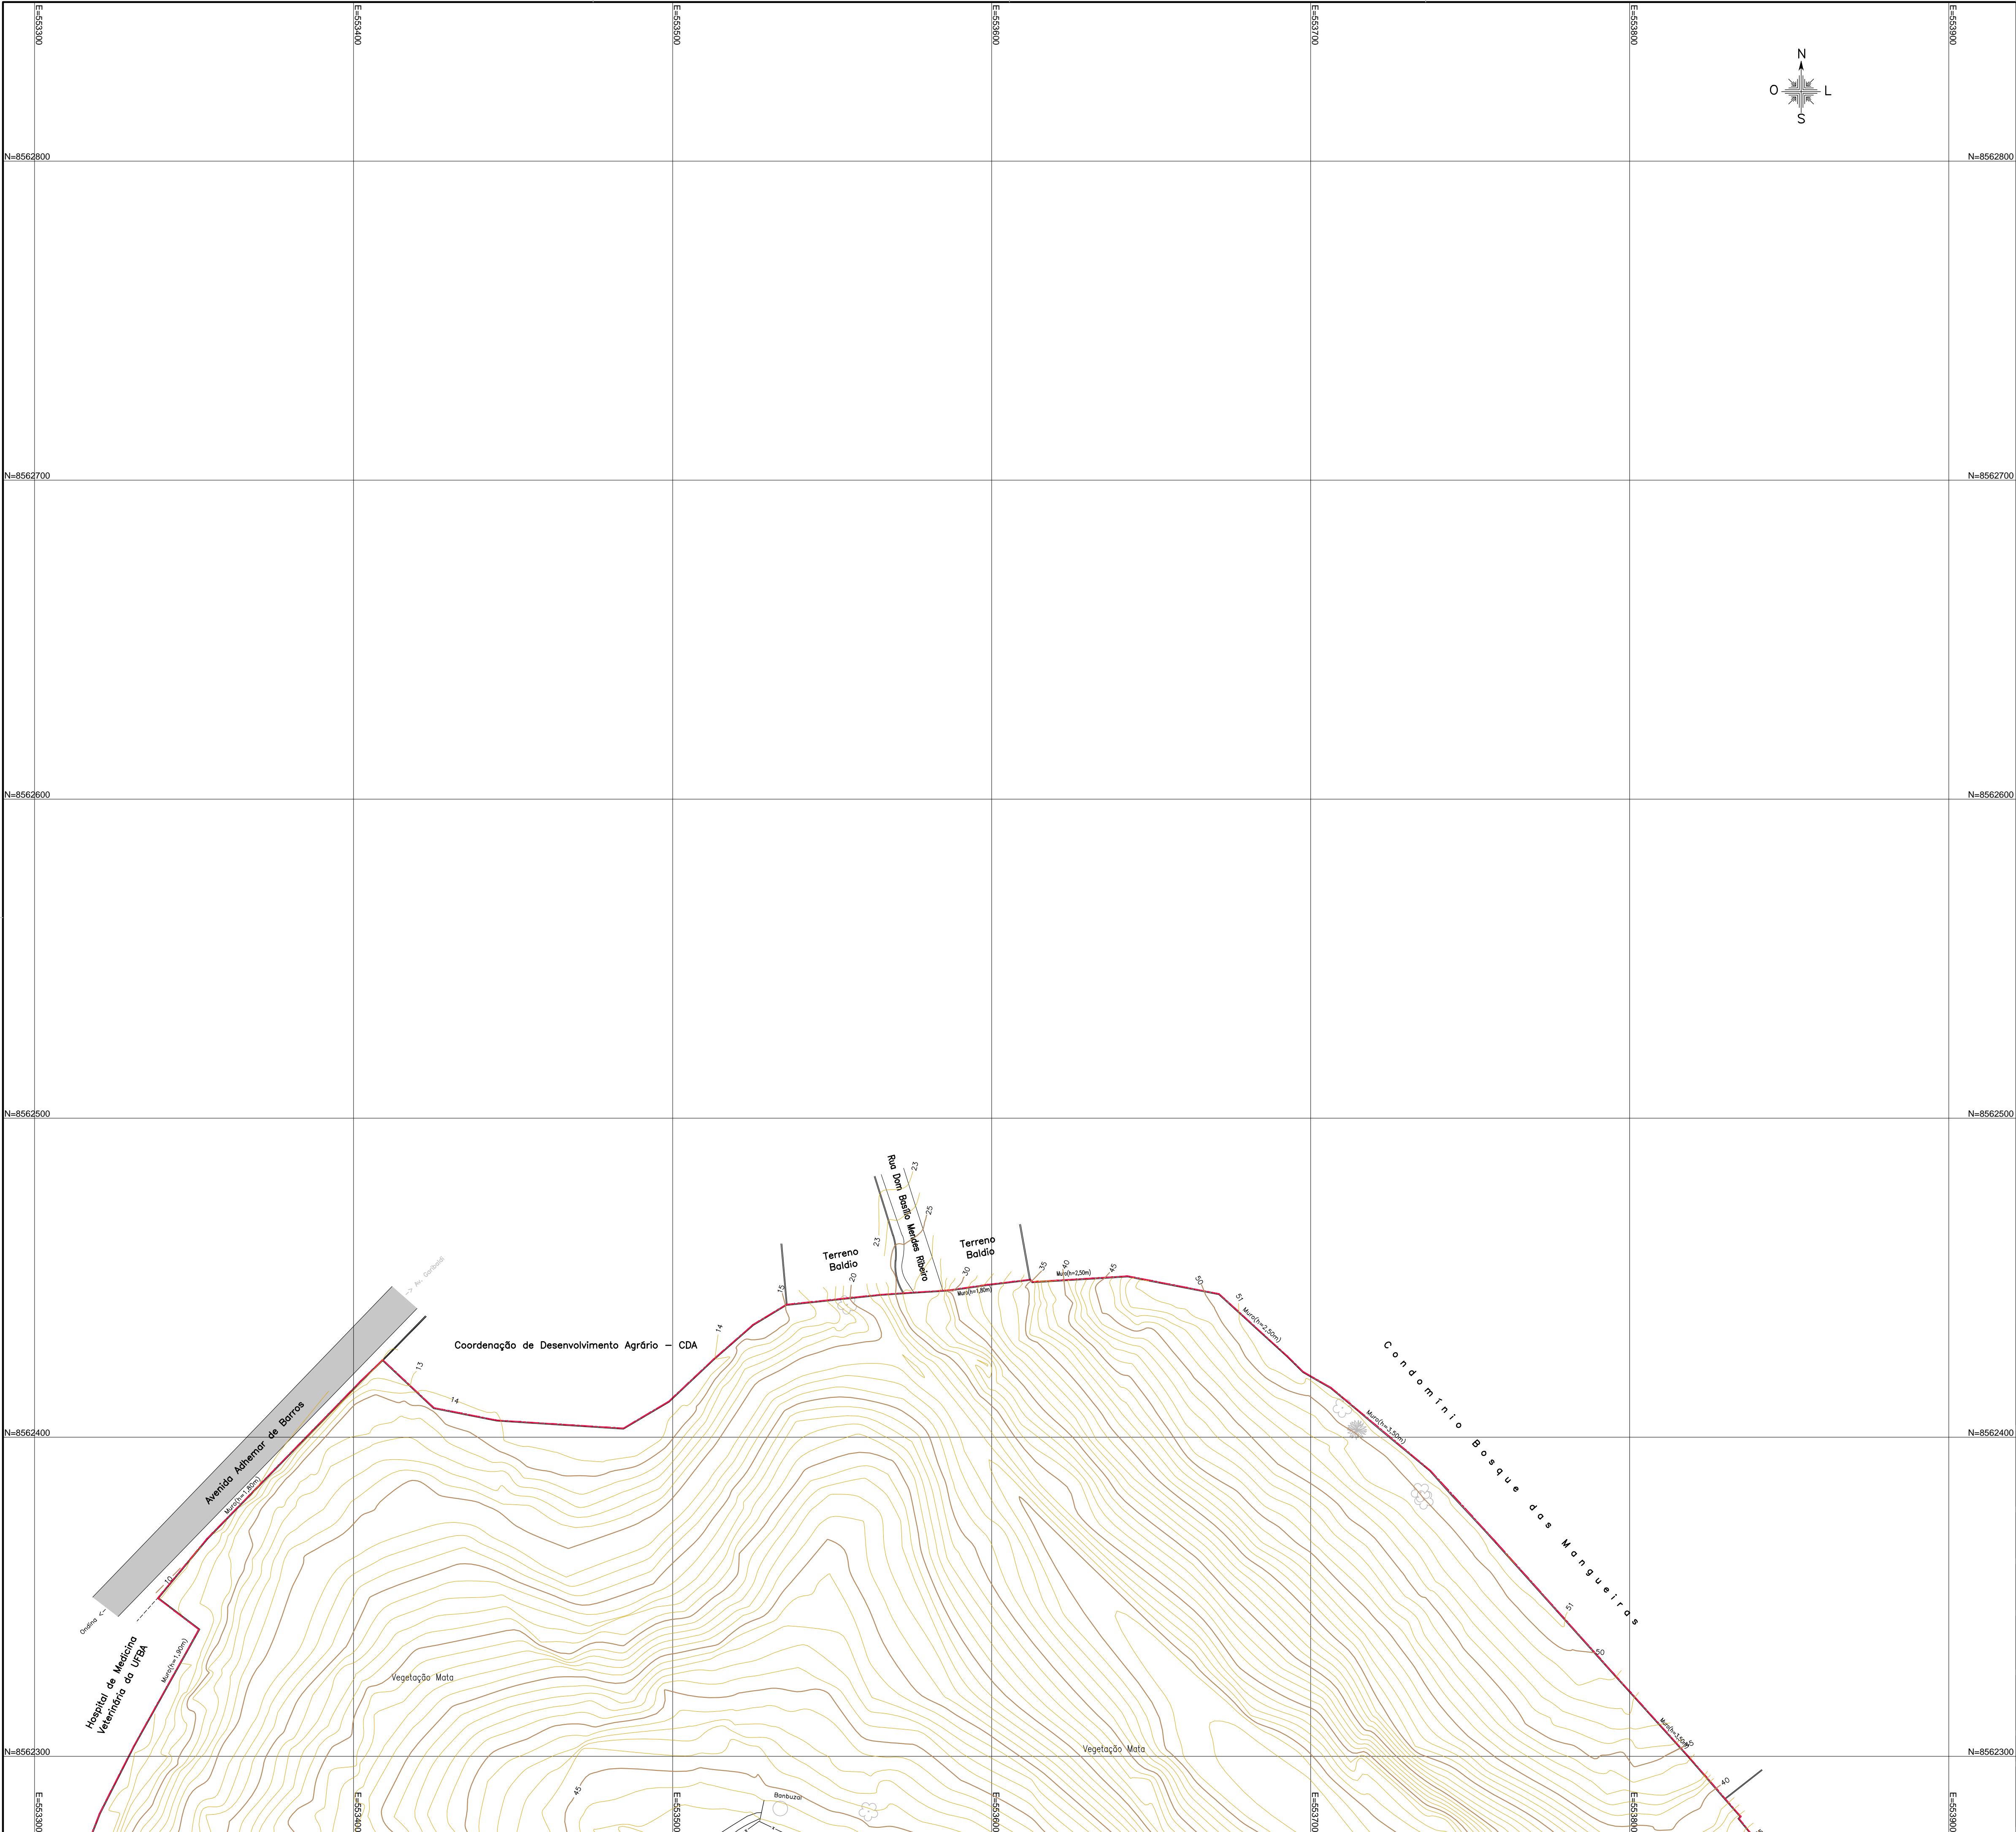 E=553300
E=553400
E=553500
E=553600
E=553700
E=553800
E=553900
N
O
L
S
N=8562800
N=8562800
N=8562700
N=8562700
N=8562600
N=8562600
N=8562500
N=8562500
Rua Dom Basílio Mendes Ribeiro
23
25
23
Terreno
Baldio
Terreno
Baldio
Av. Garibaldi
15
20
30
35
40
45
50
51
Muro(h=1,80m)
Muro(h=2,50m)
Muro(h=2,50m)
Coordenação de Desenvolvimento Agrário - CDA
14
13
14
Condomínio Bosque das Mangueiras
Muro(h=3,50m)
N=8562400
N=8562400
Avenida Adhemar de Barros
Muro(h=1,80m)
10
Ondina
Hospital de Medicina
Veterinária da UFBA
Muro(h=1,90m)
51
50
Vegetação Mata
Vegetação Mata
Muro(h=3,50m)
N=8562300
N=8562300
40
45
Banbuzal
E=553300
E=553400
E=553500
E=553600
E=553700
E=553800
E=553900